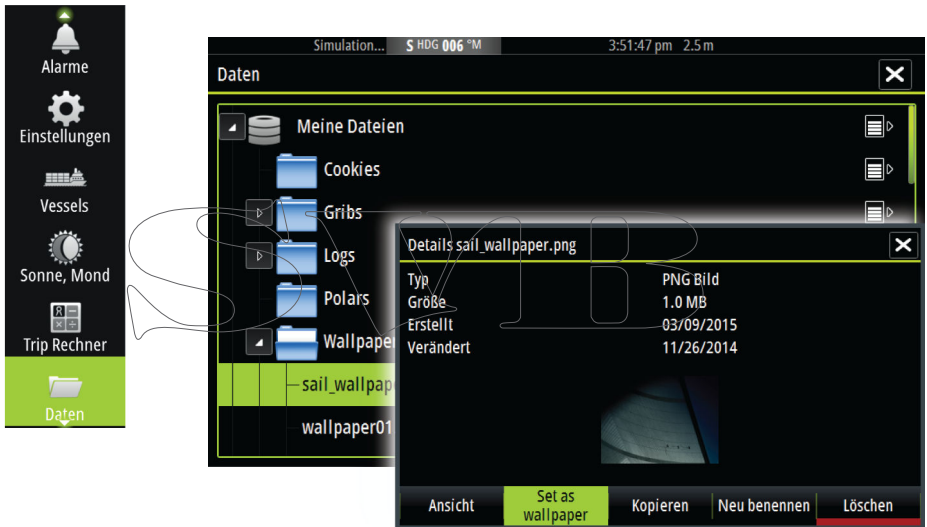 Alarme
Einstellungen
Vessels
Sonne, Mond
Trip Rechner
Daten
Simulation... S HDG 006 °M 3:51:47 pm 2.5 m
Daten
Meine Dateien
Cookies
Gribs
Logs
Polars
Wallpaper
sail_wallpap
wallpaper01
Details sail_wallpaper.png
Typ PNG Bild
Größe 1.0 MB
Erstellt 03/09/2015
Verändert 11/26/2014
Ansicht
Set as
wallpaper
Kopieren
Neu benennen
Löschen